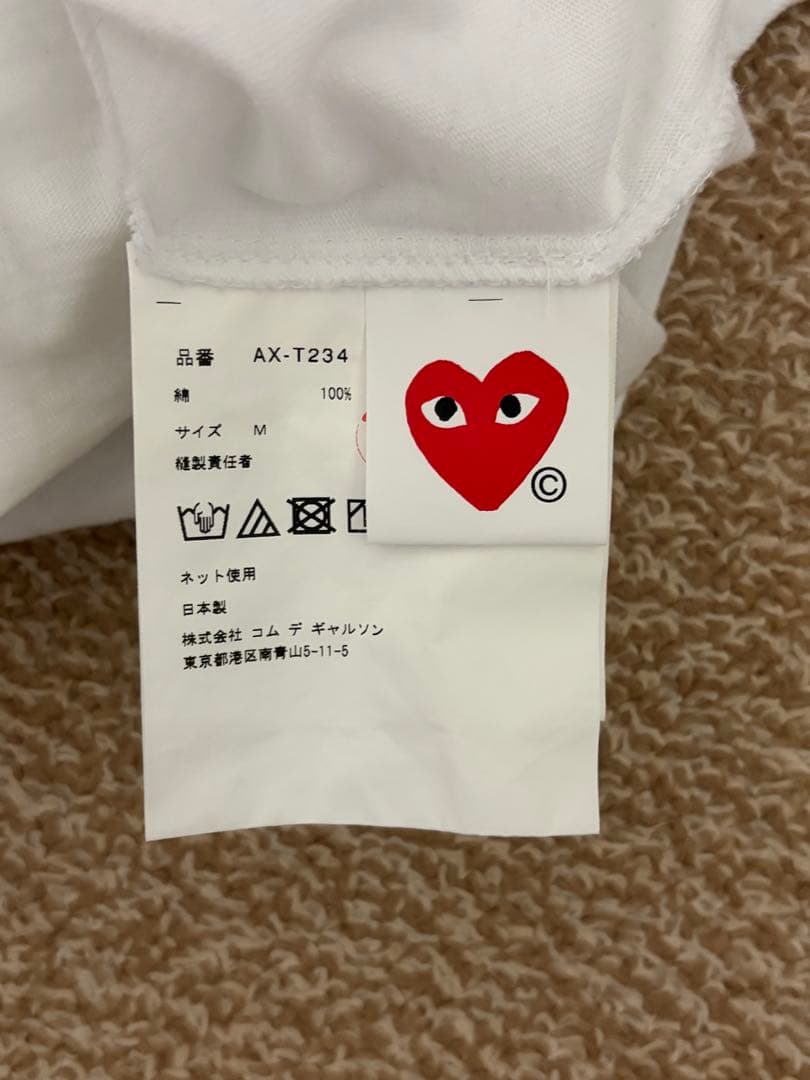 品番 AX-T234
綿 100%
サイズ M
縫製責任者
©
ネット使用
日本製
株式会社 コム デ ギャルソン
東京都港区南青山5-11-5